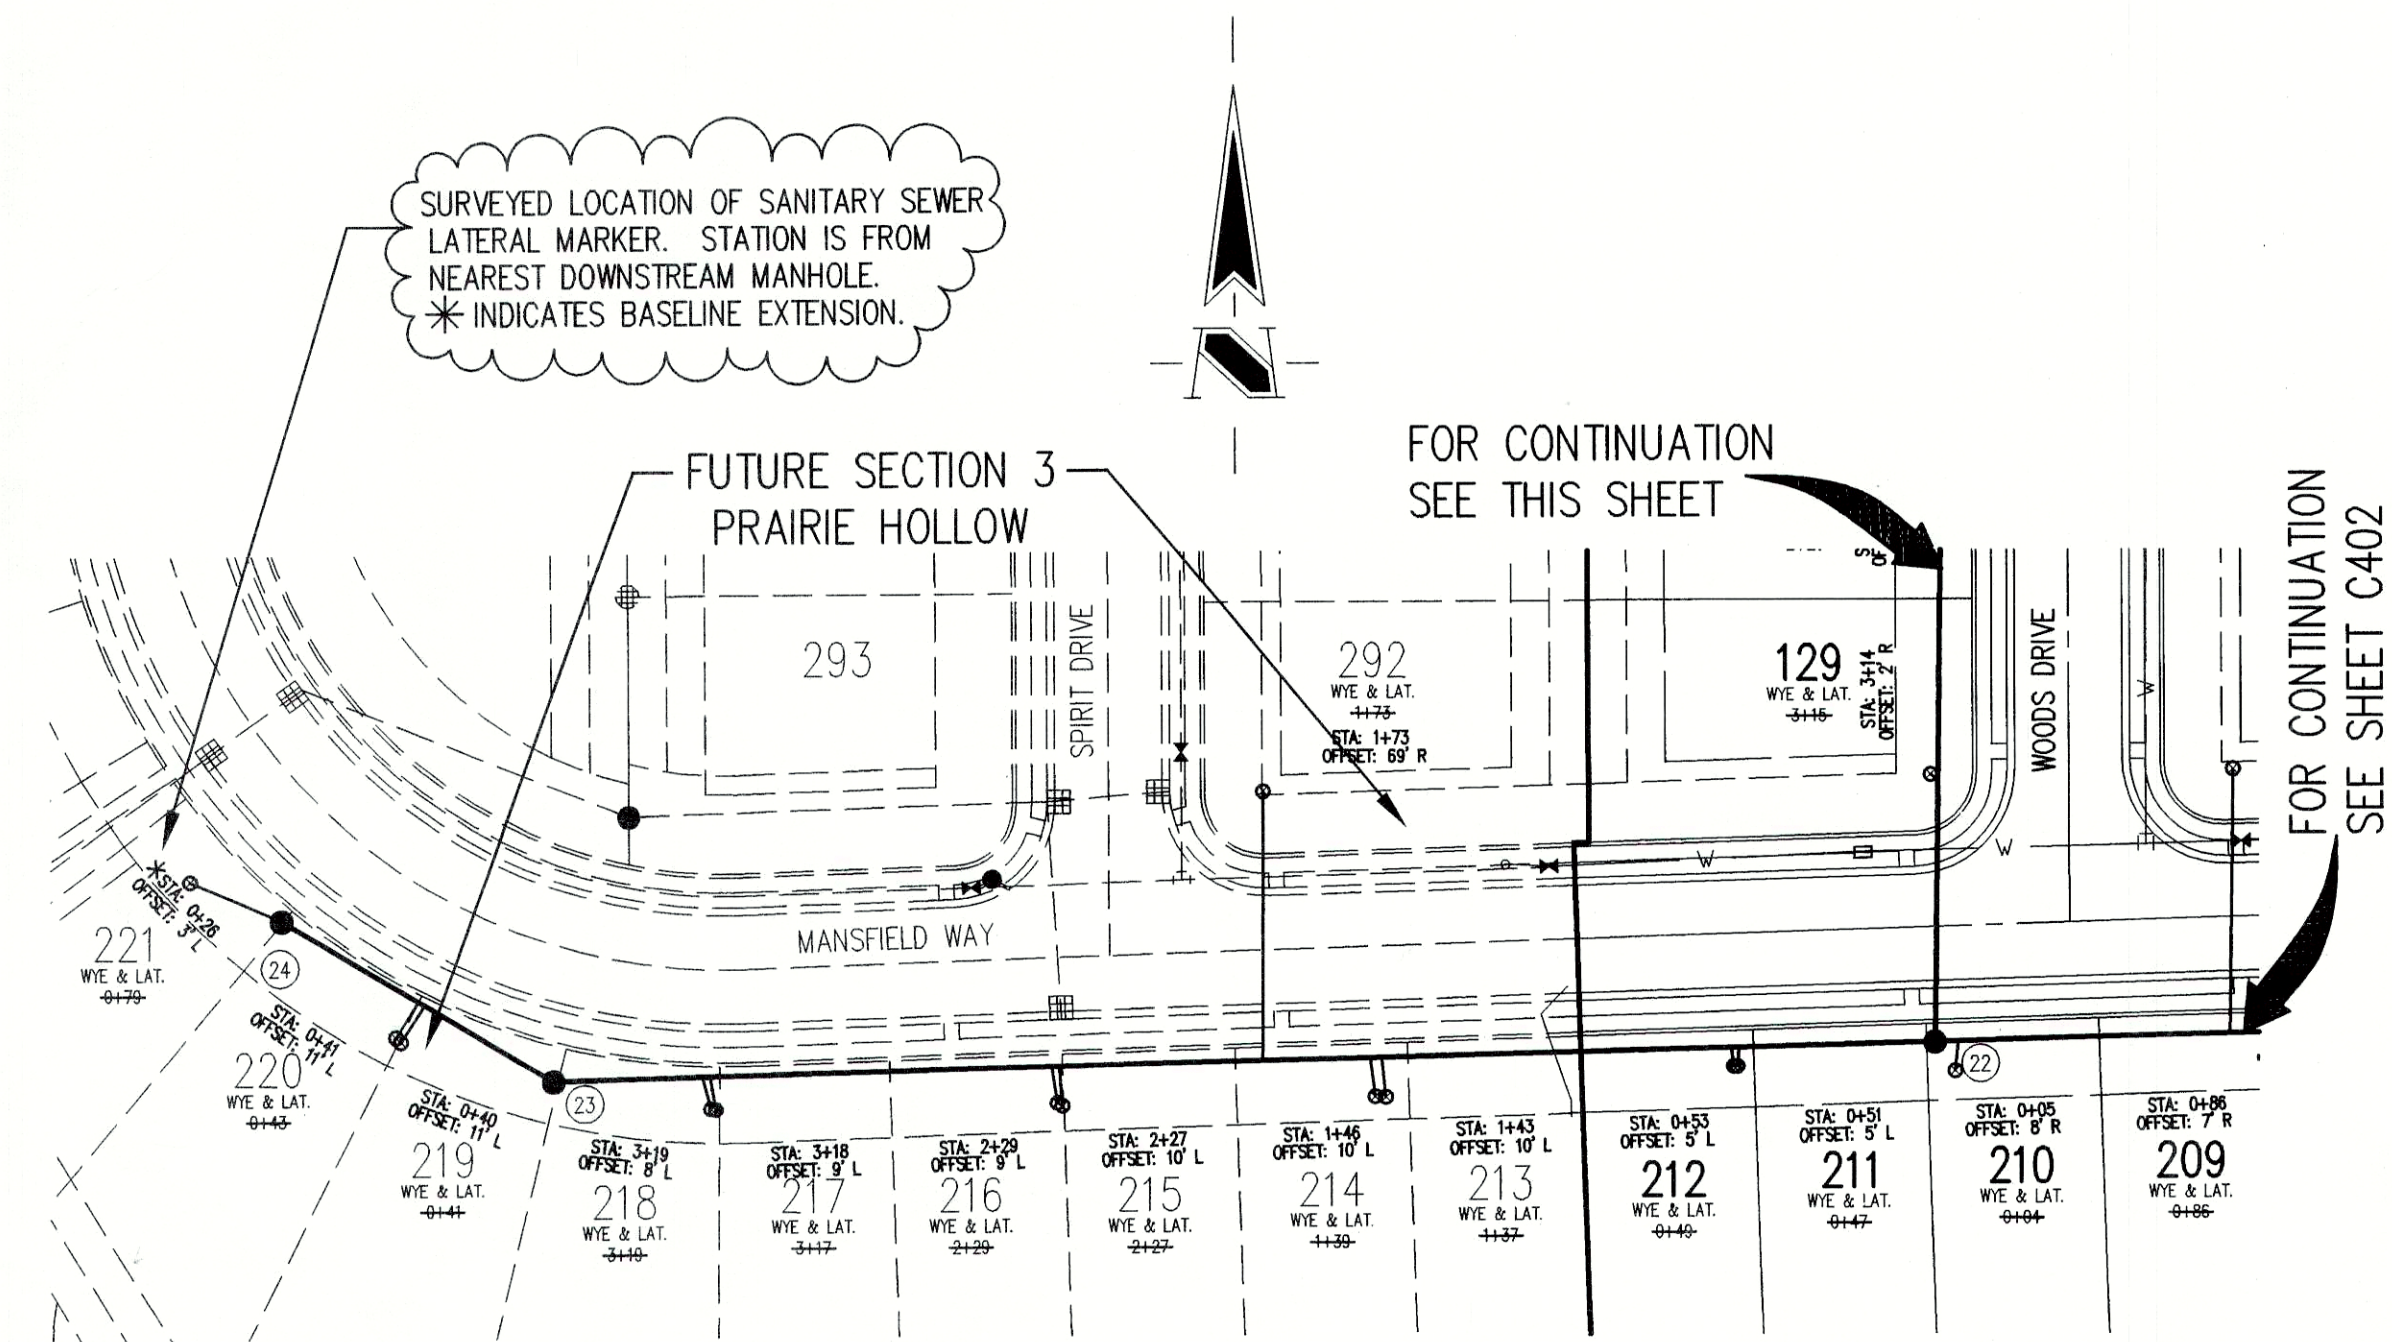 SURVEYED LOCATION OF SANITARY SEWER
LATERAL MARKER. STATION IS FROM
NEAREST DOWNSTREAM MANHOLE.
* INDICATES BASELINE EXTENSION.
N
FUTURE SECTION 3
PRAIRIE HOLLOW
FOR CONTINUATION
SEE THIS SHEET
FOR CONTINUATION
SEE SHEET C402
293
SPIRIT DRIVE
292
WYE & LAT.
1+73
STA: 1+73
OFFSET: 69' R
129
WYE & LAT.
3+15
STA: 3+14
OFFSET: 2' R
S
OF
WOODS DRIVE
W
W
W
MANSFIELD WAY
*STA: 0+26
OFFSET: 3' L
221
WYE & LAT.
0+79
24
STA: 0+41
OFFSET: 11' L
220
WYE & LAT.
0+43
23
STA: 0+40
OFFSET: 11' L
219
WYE & LAT.
0+41
STA: 3+19
OFFSET: 8' L
218
WYE & LAT.
3+19
STA: 3+18
OFFSET: 9' L
217
WYE & LAT.
3+17
STA: 2+29
OFFSET: 9' L
216
WYE & LAT.
2+29
STA: 2+27
OFFSET: 10' L
215
WYE & LAT.
2+27
STA: 1+46
OFFSET: 10' L
214
WYE & LAT.
1+39
STA: 1+43
OFFSET: 10' L
213
WYE & LAT.
1+37
STA: 0+53
OFFSET: 5' L
212
WYE & LAT.
0+49
STA: 0+51
OFFSET: 5' L
211
WYE & LAT.
0+47
22
STA: 0+05
OFFSET: 8' R
210
WYE & LAT.
0+04
STA: 0+86
OFFSET: 7' R
209
WYE & LAT.
0+86